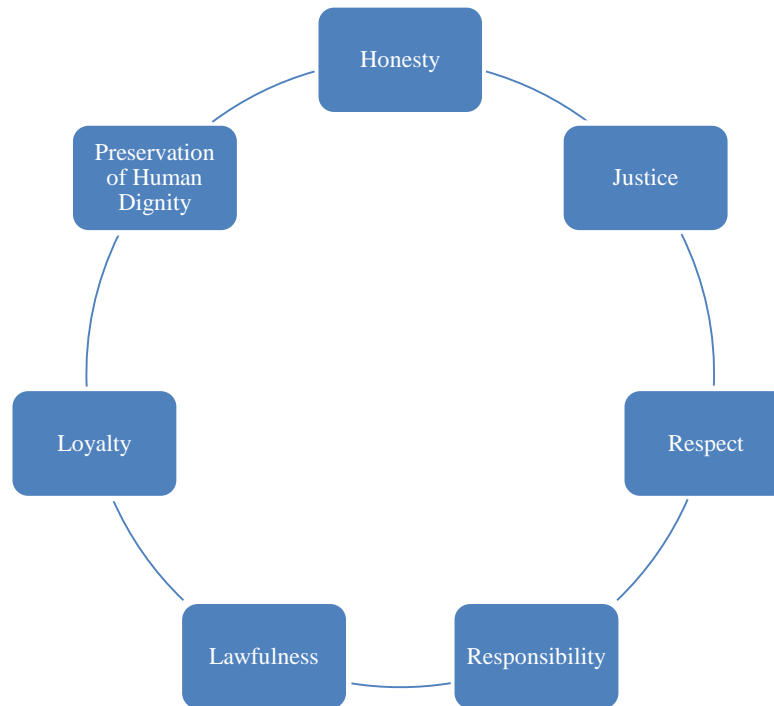 Honesty
Justice
Respect
Responsibility
Lawfulness
Loyalty
Preservation
of Human
Dignity